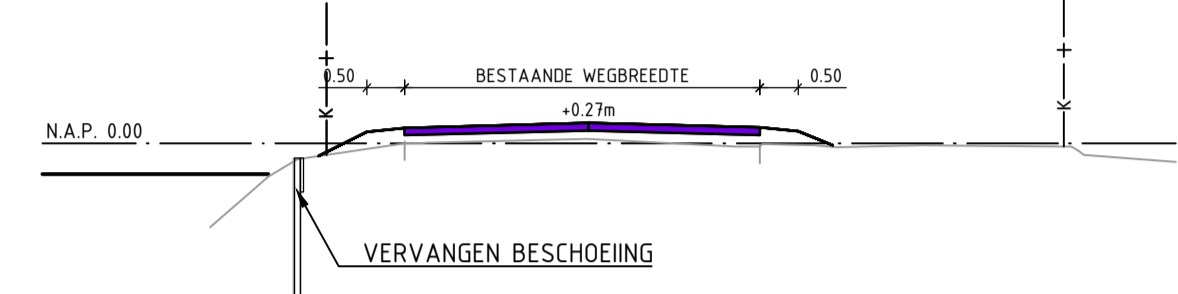 0.50 BESTAANDE WEGBREEDTE 0.50
+0.27m
K K
N.A.P. 0.00
VERVANGEN BESCHOEIING